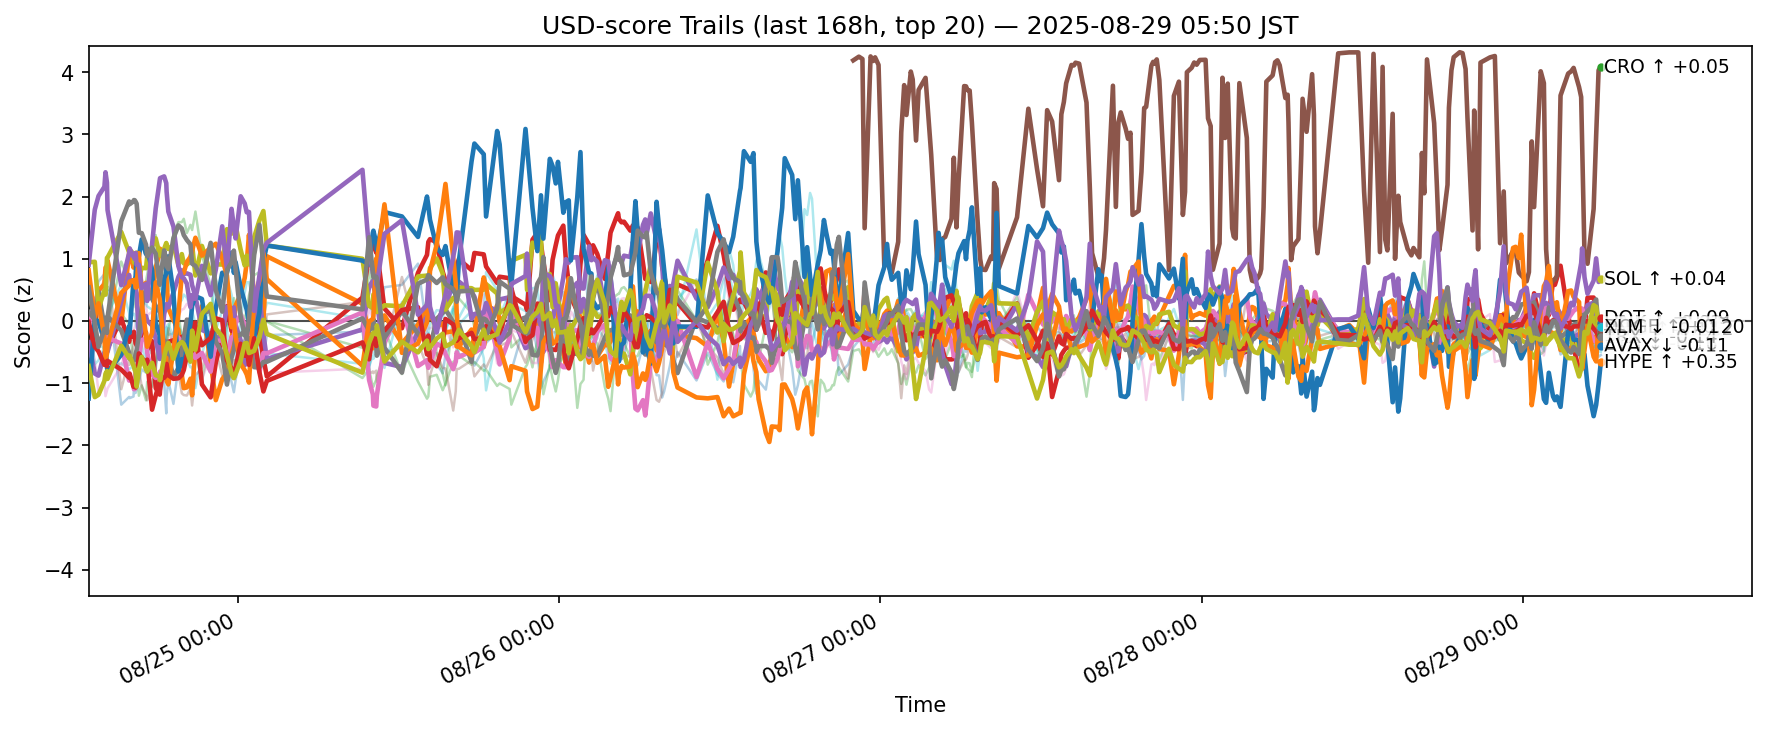 USD-score Trails (last 168h, top 20) — 2025-08-29 05:50 JST
4
3
2
1
0
−1
−2
−3
−4
Score (z)
CRO ↑ +0.05
SOL ↑ +0.04
DOT ↑
XLM
AVAX ↓ -0.11
HYPE ↑ +0.35
08/25 00:00
08/26 00:00
08/27 00:00
08/28 00:00
08/29 00:00
Time